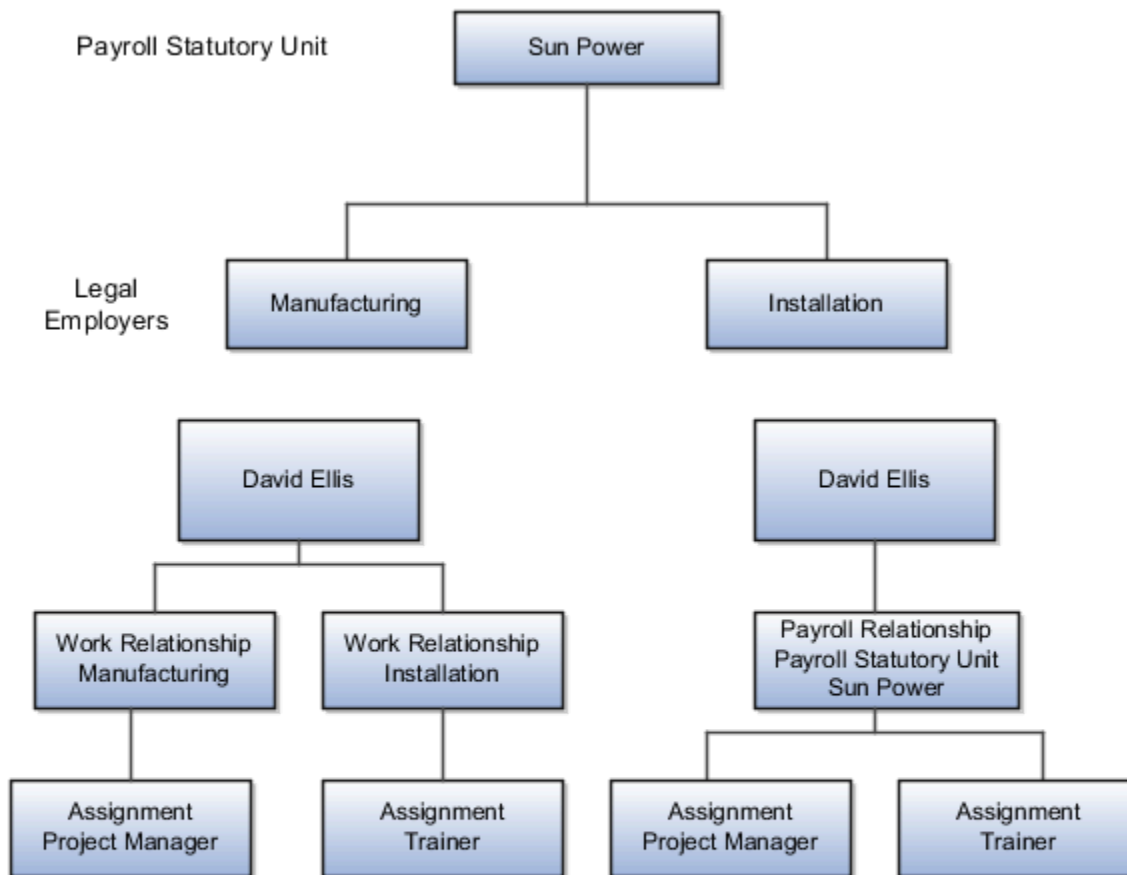 Payroll Statutory Unit
Sun Power
Legal
Employers
Manufacturing
Installation
David Ellis
David Ellis
Work Relationship
Manufacturing
Work Relationship
Installation
Payroll Relationship
Payroll Statutory Unit
Sun Power
Assignment
Project Manager
Assignment
Trainer
Assignment
Project Manager
Assignment
Trainer